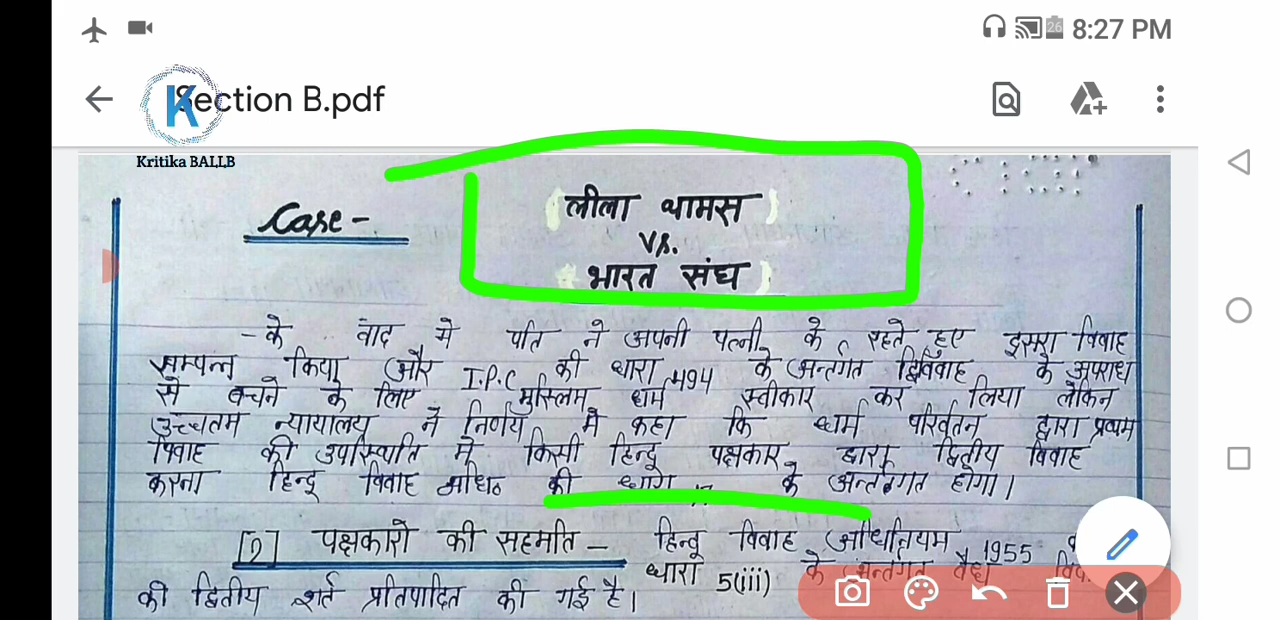 8:27 PM
Section B.pdf
Kritika BALLB
Case -
लीला थामस
vs.
भारत संघ
- के वाद मे पति ने अपनी पत्नी के रहते हुए दूसरा विवाह
सम्पन्न किया और I.P.C की धारा 494 के अन्तर्गत द्विविवाह के अपराध
से बचने के लिए मुस्लिम धर्म स्वीकार कर लिया लेकिन
उच्चतम न्यायालय ने निर्णय मे कहा कि धर्म परिवर्तन द्वारा प्रथम
विवाह की उपस्थिति मे किसी हिन्दू पक्षकार द्वारा द्वितीय विवाह
करना हिन्दू विवाह अधि० की धारा के अन्तर्गत होगा।
[2] पक्षकारो की सहमति - हिन्दू विवाह अधिनियम 1955
धारा 5(iii) के अन्तर्गत वैध
की द्वितीय शर्त प्रतिपादित की गई है।